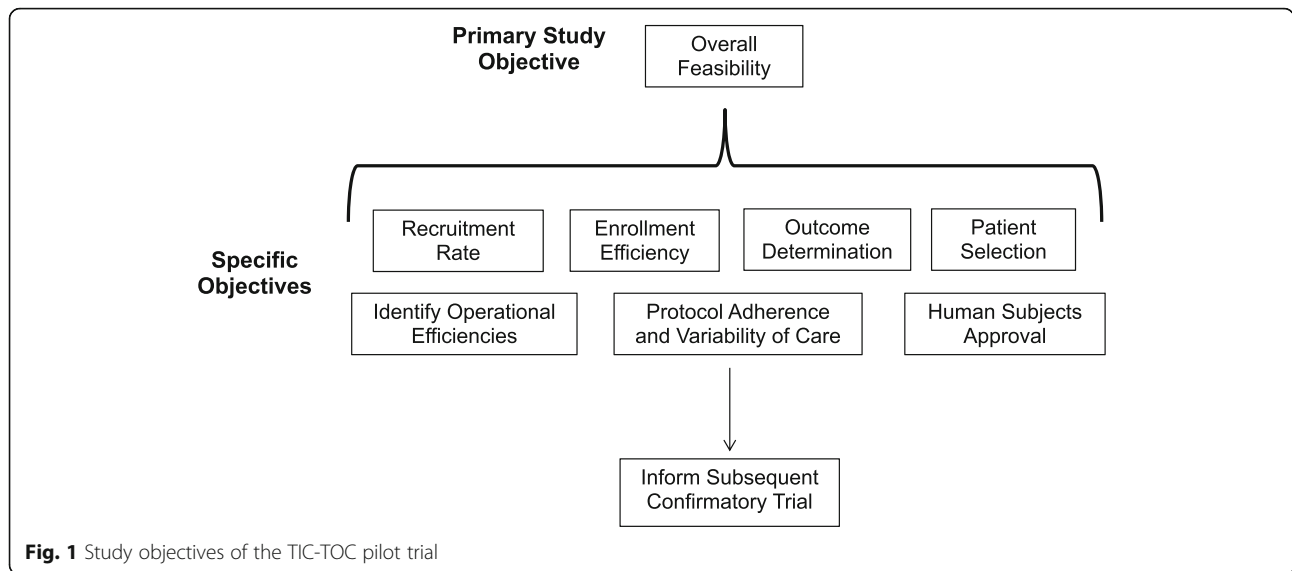 Primary Study
Objective
Overall
Feasibility
Specific
Objectives
Recruitment
Rate
Enrollment
Efficiency
Outcome
Determination
Patient
Selection
Identify Operational
Efficiencies
Protocol Adherence
and Variability of Care
Human Subjects
Approval
Inform Subsequent
Confirmatory Trial
Fig. 1 Study objectives of the TIC-TOC pilot trial